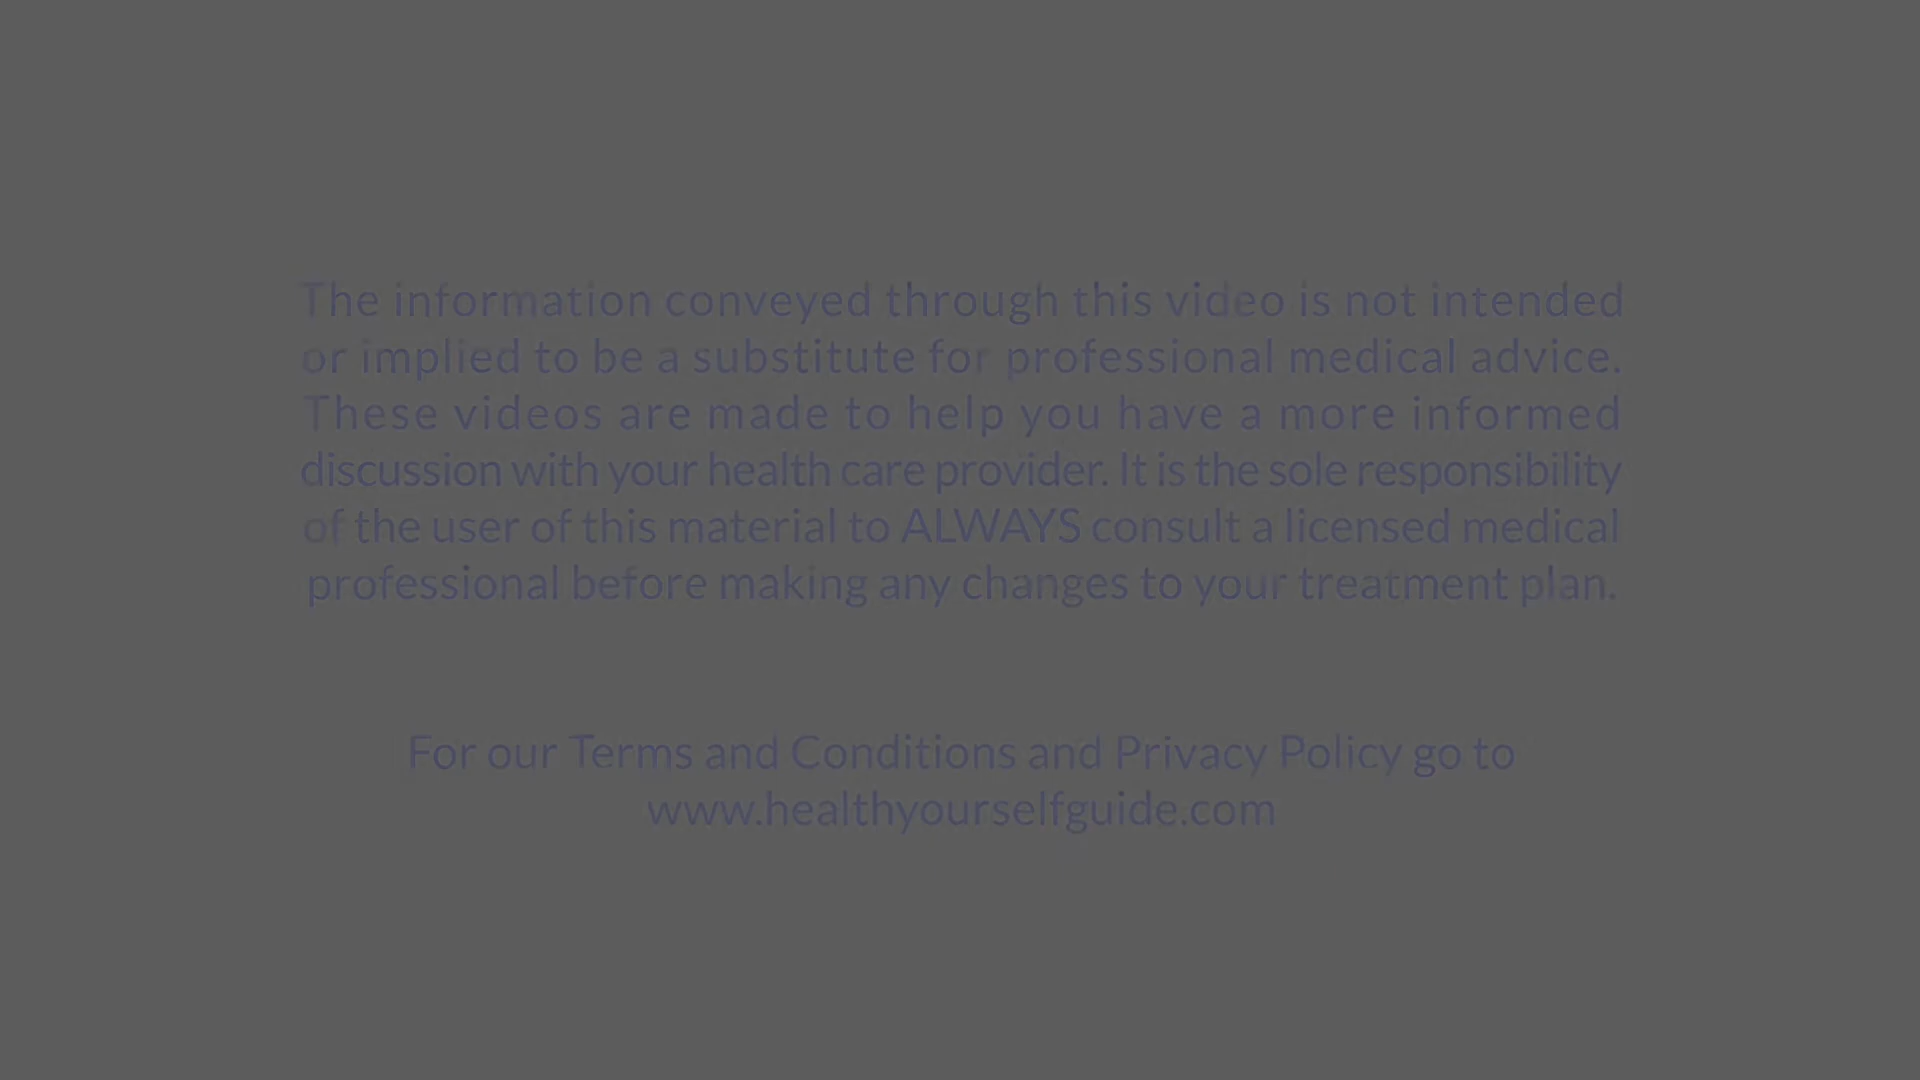 The information conveyed through this video is not intended
or implied to be a substitute for professional medical advice.
These videos are made to help you have a more informed
discussion with your health care provider. It is the sole responsibility
of the user of this material to ALWAYS consult a licensed medical
professional before making any changes to your treatment plan.
For our Terms and Conditions and Privacy Policy go to
www.healthyourselfguide.com